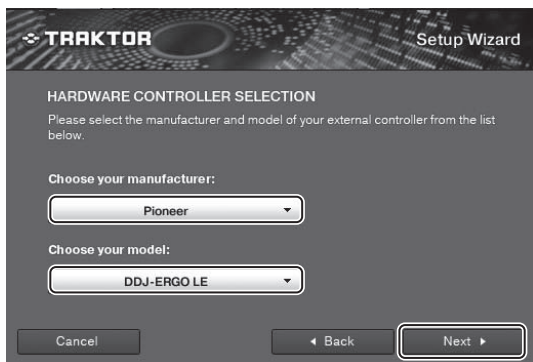 TRAKTOR
Setup Wizard
HARDWARE CONTROLLER SELECTION
Please select the manufacturer and model of your external controller from the list
below.
Choose your manufacturer:
Pioneer
Choose your model:
DDJ-ERGO LE
Cancel
Back
Next